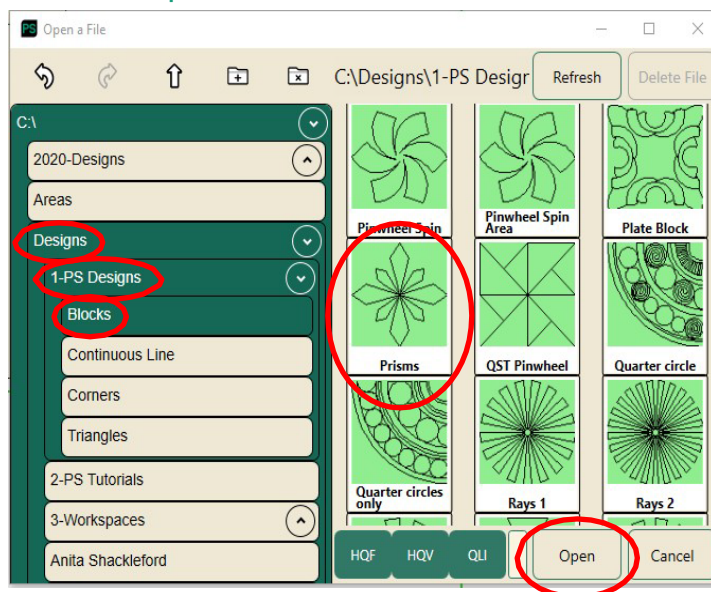 PS Open a File
C:\Designs\1-PS Desigr
Refresh
Delete File
C:\
2020-Designs
Areas
Designs
1-PS Designs
Blocks
Continuous Line
Corners
Triangles
2-PS Tutorials
3-Workspaces
Anita Shackleford
Pinwheel Spin
Pinwheel Spin
Area
Plate Block
Prisms
QST Pinwheel
Quarter circle
Quarter circles
only
Rays 1
Rays 2
HQF
HQV
QLI
Open
Cancel